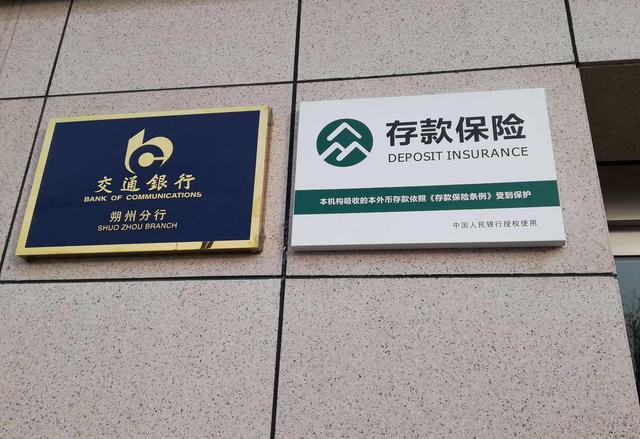 交通銀行
BANK OF COMMUNICATIONS
朔州分行
SHUO ZHOU BRANCH
存款保险
DEPOSIT INSURANCE
本机构吸收的本外币存款依照《存款保险条例》受到保护
中国人民银行授权使用